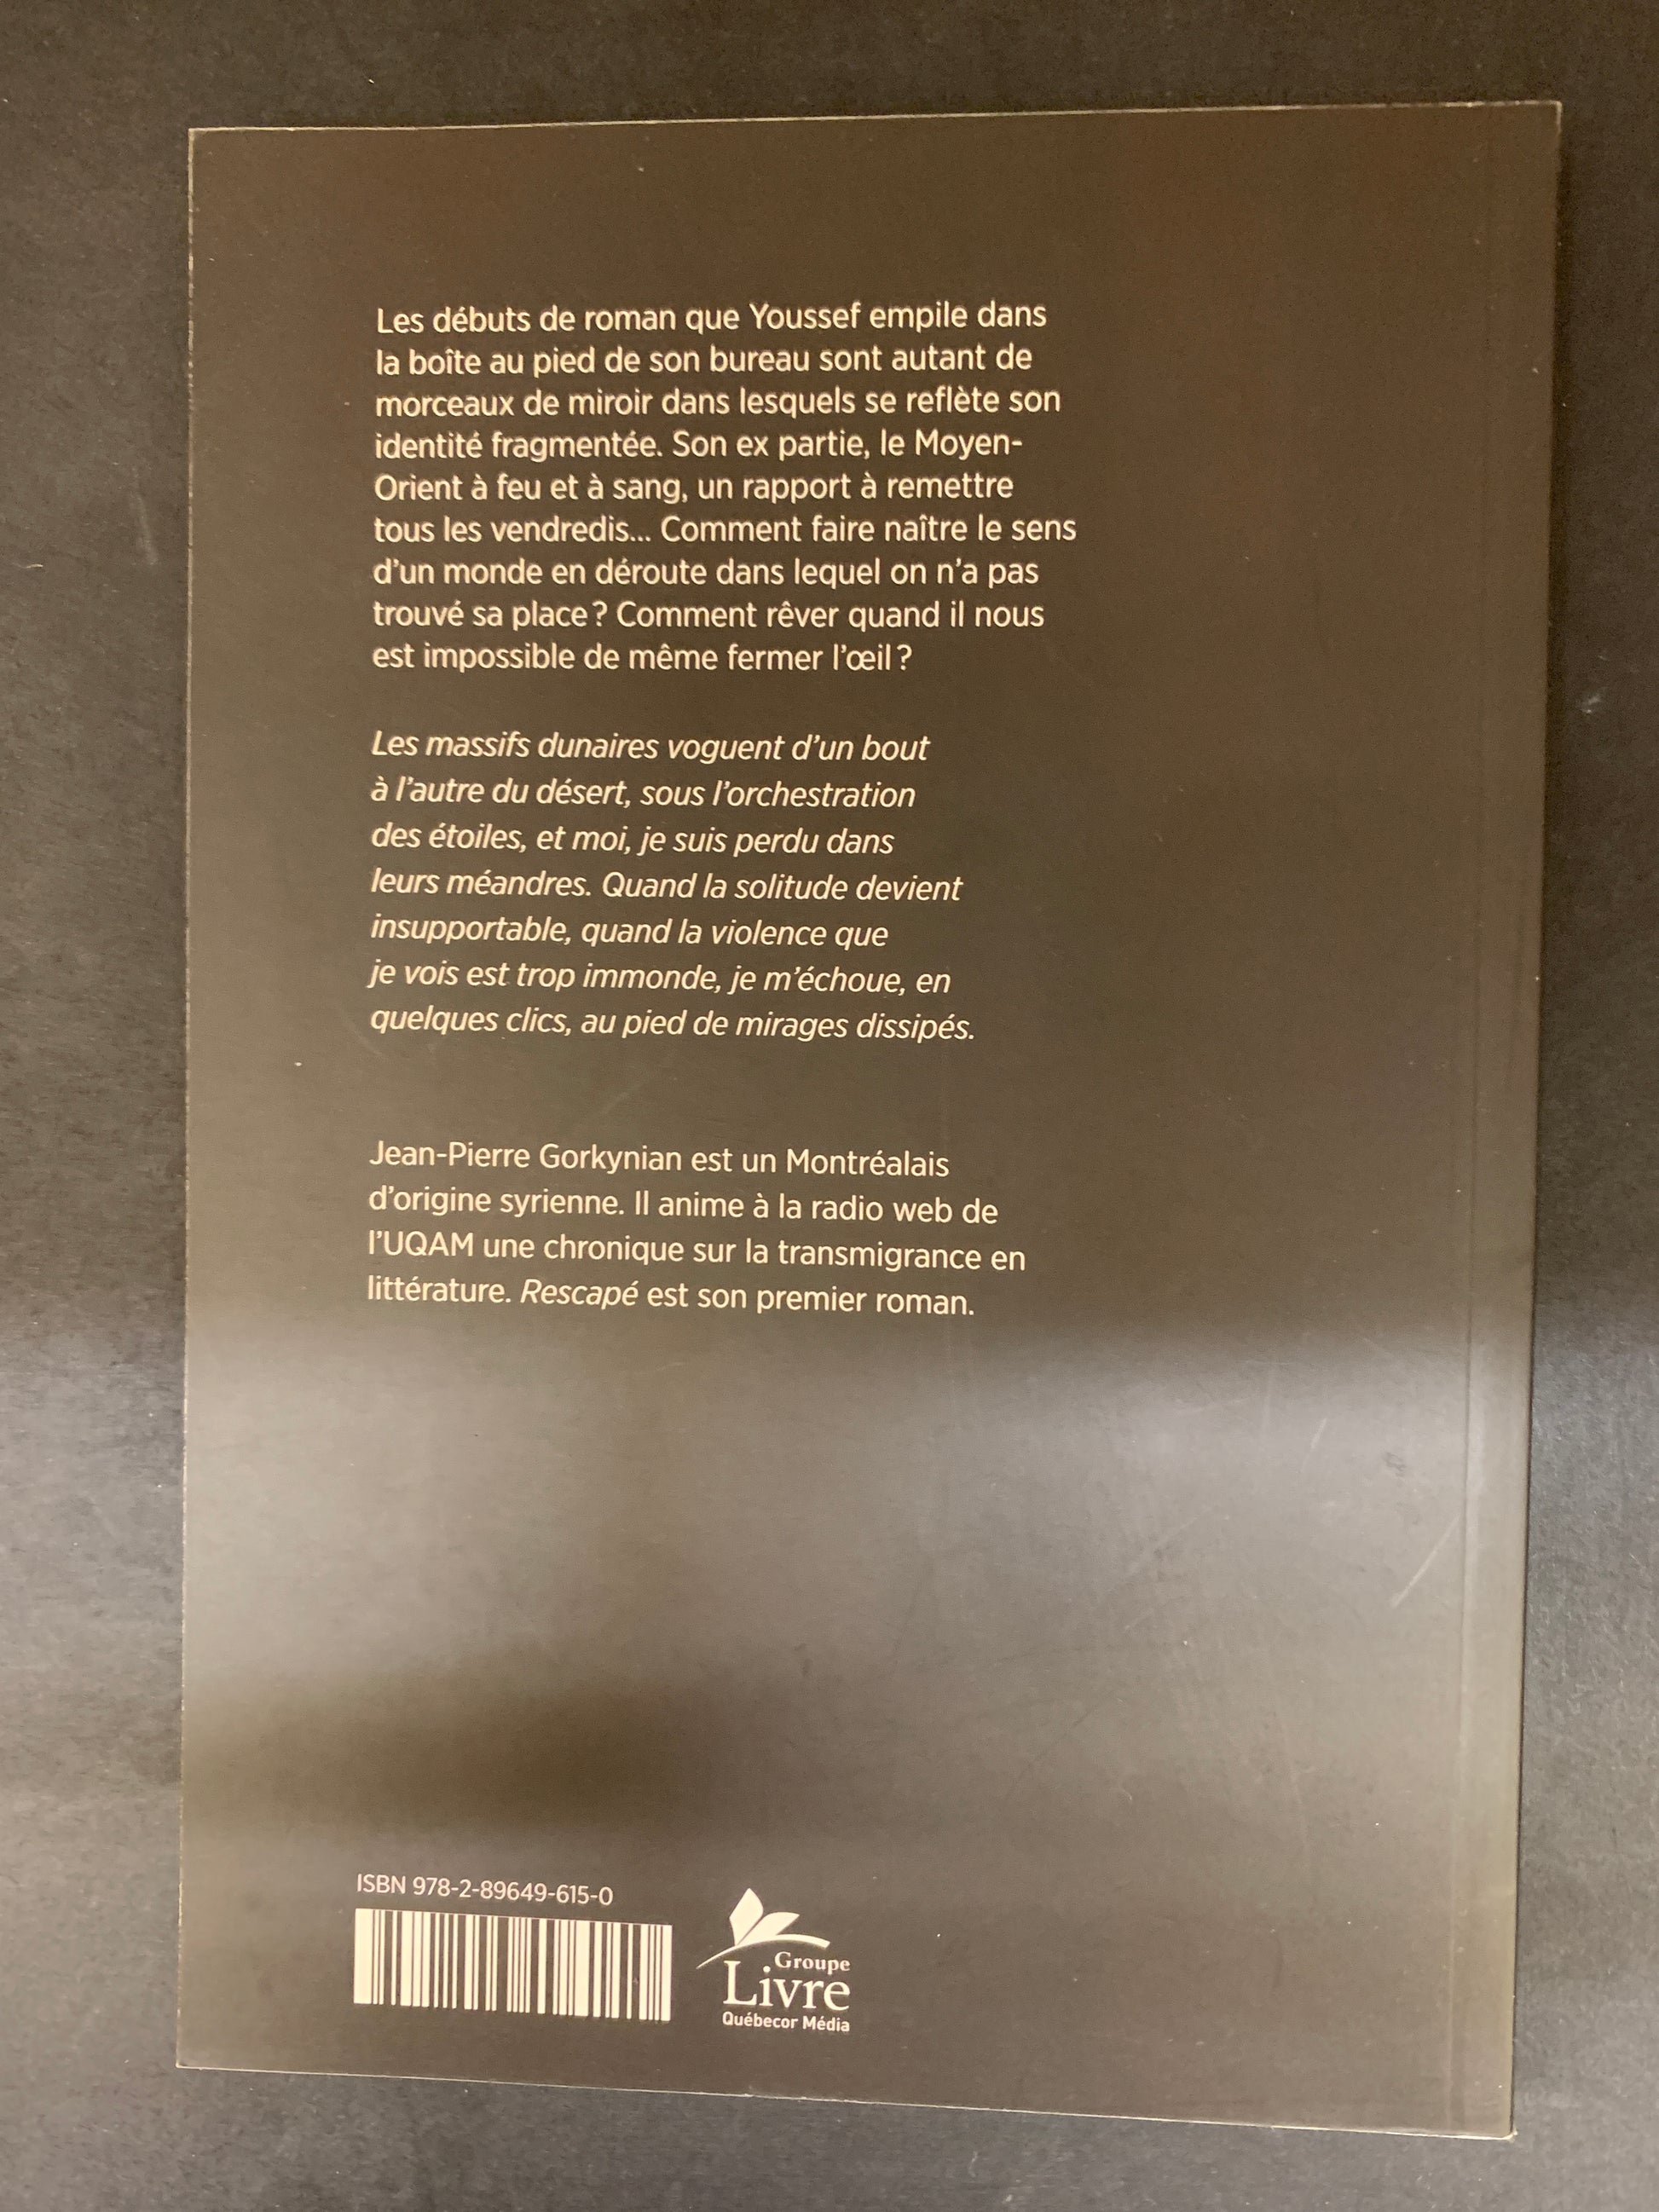 Les débuts de roman que Youssef empile dans
la boîte au pied de son bureau sont autant de
morceaux de miroir dans lesquels se reflète son
identité fragmentée. Son ex partie, le Moyen-
Orient à feu et à sang, un rapport à remettre
tous les vendredis... Comment faire naître le sens
d'un monde en déroute dans lequel on n'a pas
trouvé sa place ? Comment rêver quand il nous
est impossible de même fermer l'œil ?
Les massifs dunaires voguent d'un bout
à l'autre du désert, sous l'orchestration
des étoiles, et moi, je suis perdu dans
leurs méandres. Quand la solitude devient
insupportable, quand la violence que
je vois est trop immonde, je m'échoue, en
quelques clics, au pied de mirages dissipés.
Jean-Pierre Gorkynian est un Montréalais
d'origine syrienne. Il anime à la radio web de
l'UQAM une chronique sur la transmigrance en
littérature. Rescapé est son premier roman.
ISBN 978-2-89649-615-0
Groupe
Livre
Québecor Média